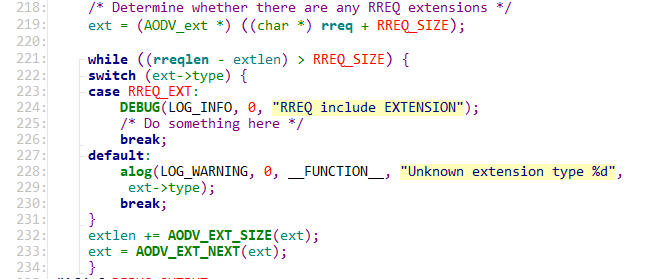 218: /* Determine whether there are any RREQ extensions */
219: ext = (AODV_ext *) ((char *) rreq + RREQ_SIZE);
220:
221: while ((rreqlen - extlen) > RREQ_SIZE) {
222: switch (ext->type) {
223: case RREQ_EXT:
224: DEBUG(LOG_INFO, 0, "RREQ include EXTENSION");
225: /* Do something here */
226: break;
227: default:
228: alog(LOG_WARNING, 0, __FUNCTION__, "Unknown extension type %d",
229: ext->type);
230: break;
231: }
232: extlen += AODV_EXT_SIZE(ext);
233: ext = AODV_EXT_NEXT(ext);
234: }